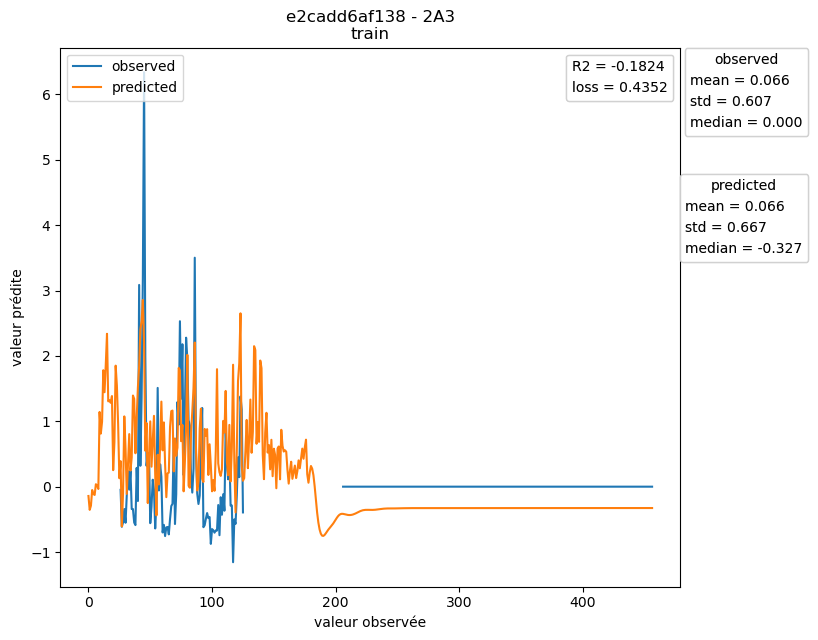 e2cadd6af138 - 2A3
train
observed
predicted
R2 = -0.1824
loss = 0.4352
observed
mean = 0.066
std = 0.607
median = 0.000
predicted
mean = 0.066
std = 0.667
median = -0.327
valeur prédite
6
5
4
3
2
1
0
−1
0
100
200
300
400
valeur observée